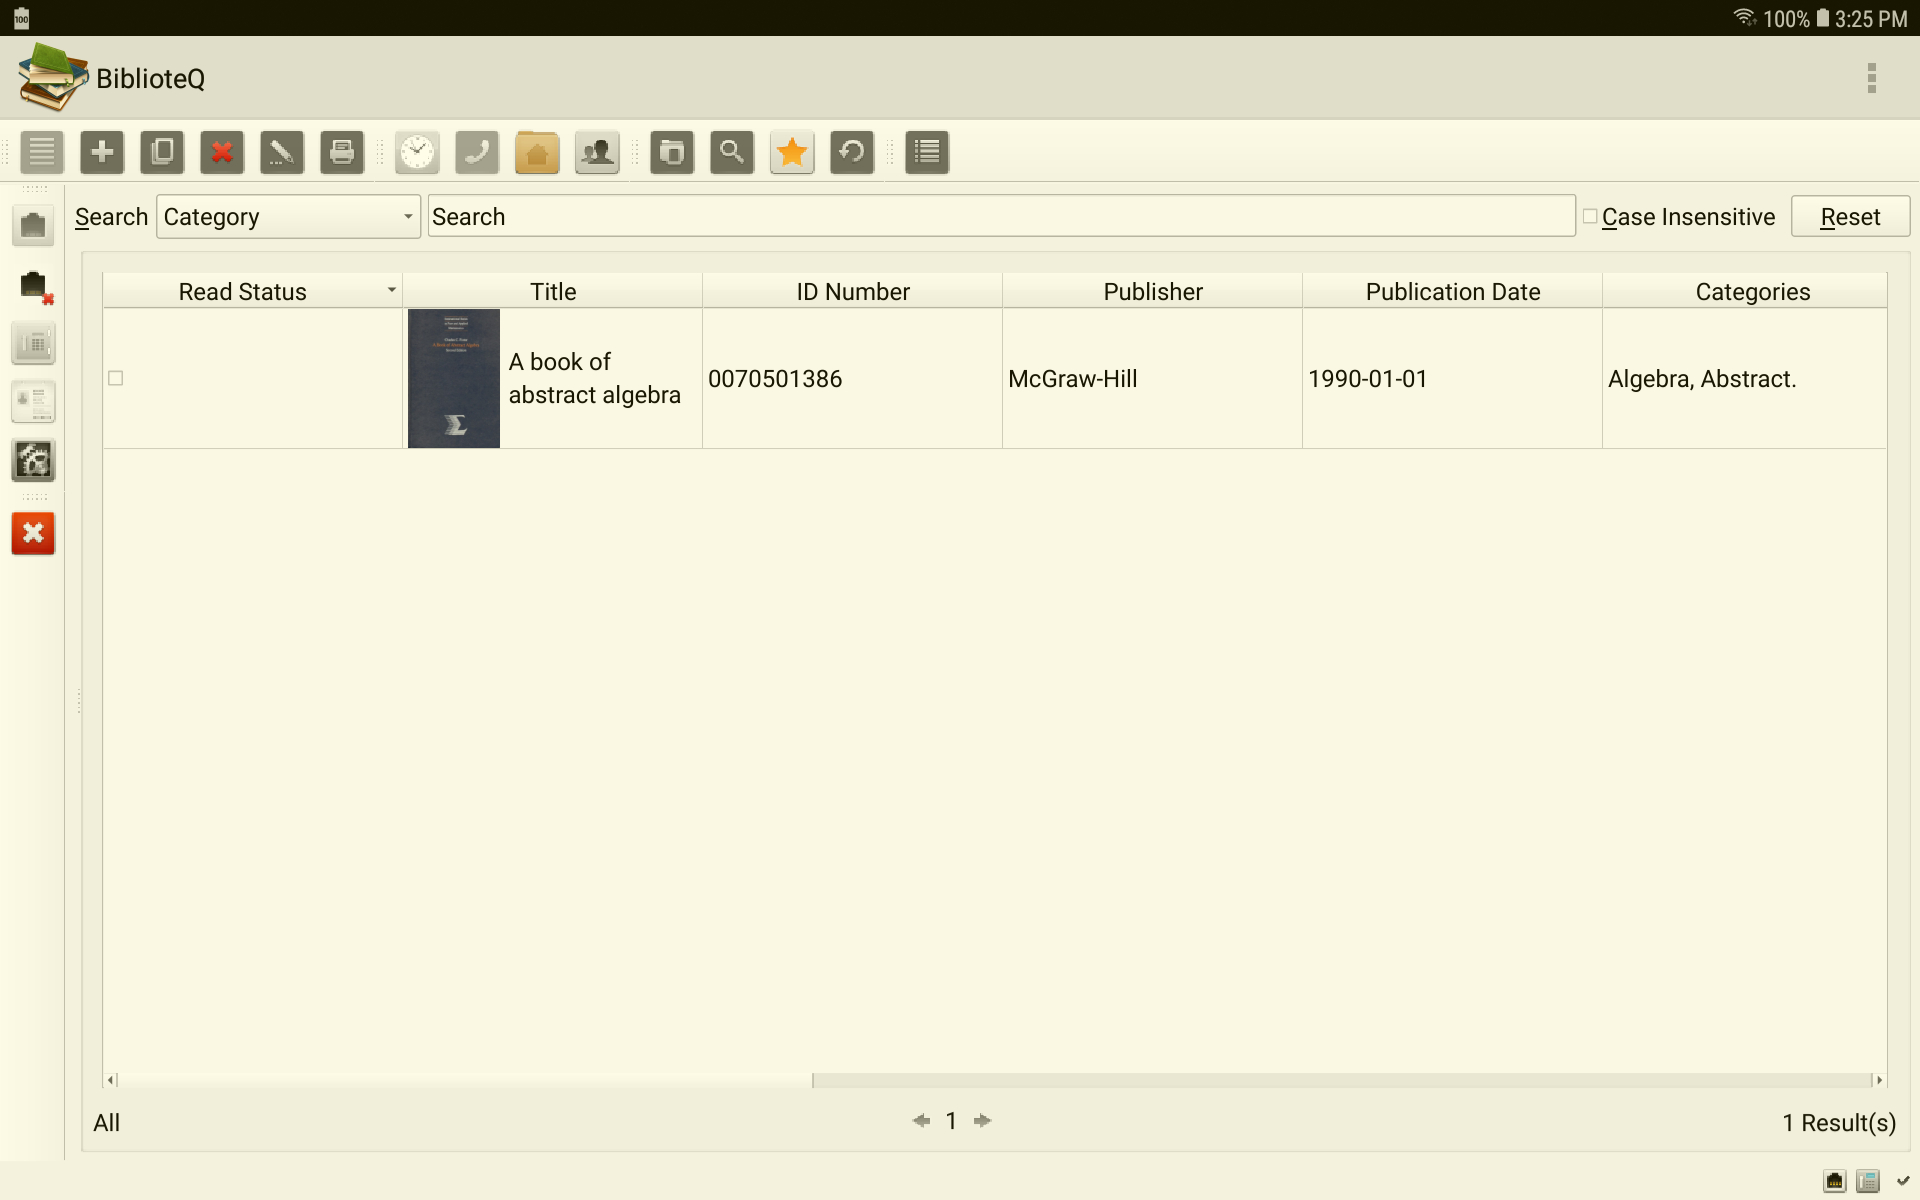 100
100% 3:25 PM
BiblioteQ
Search Category Search Case Insensitive Reset
Read Status Title ID Number Publisher Publication Date Categories
A book of
abstract algebra
0070501386 McGraw-Hill 1990-01-01 Algebra, Abstract.
All 1 1 Result(s)